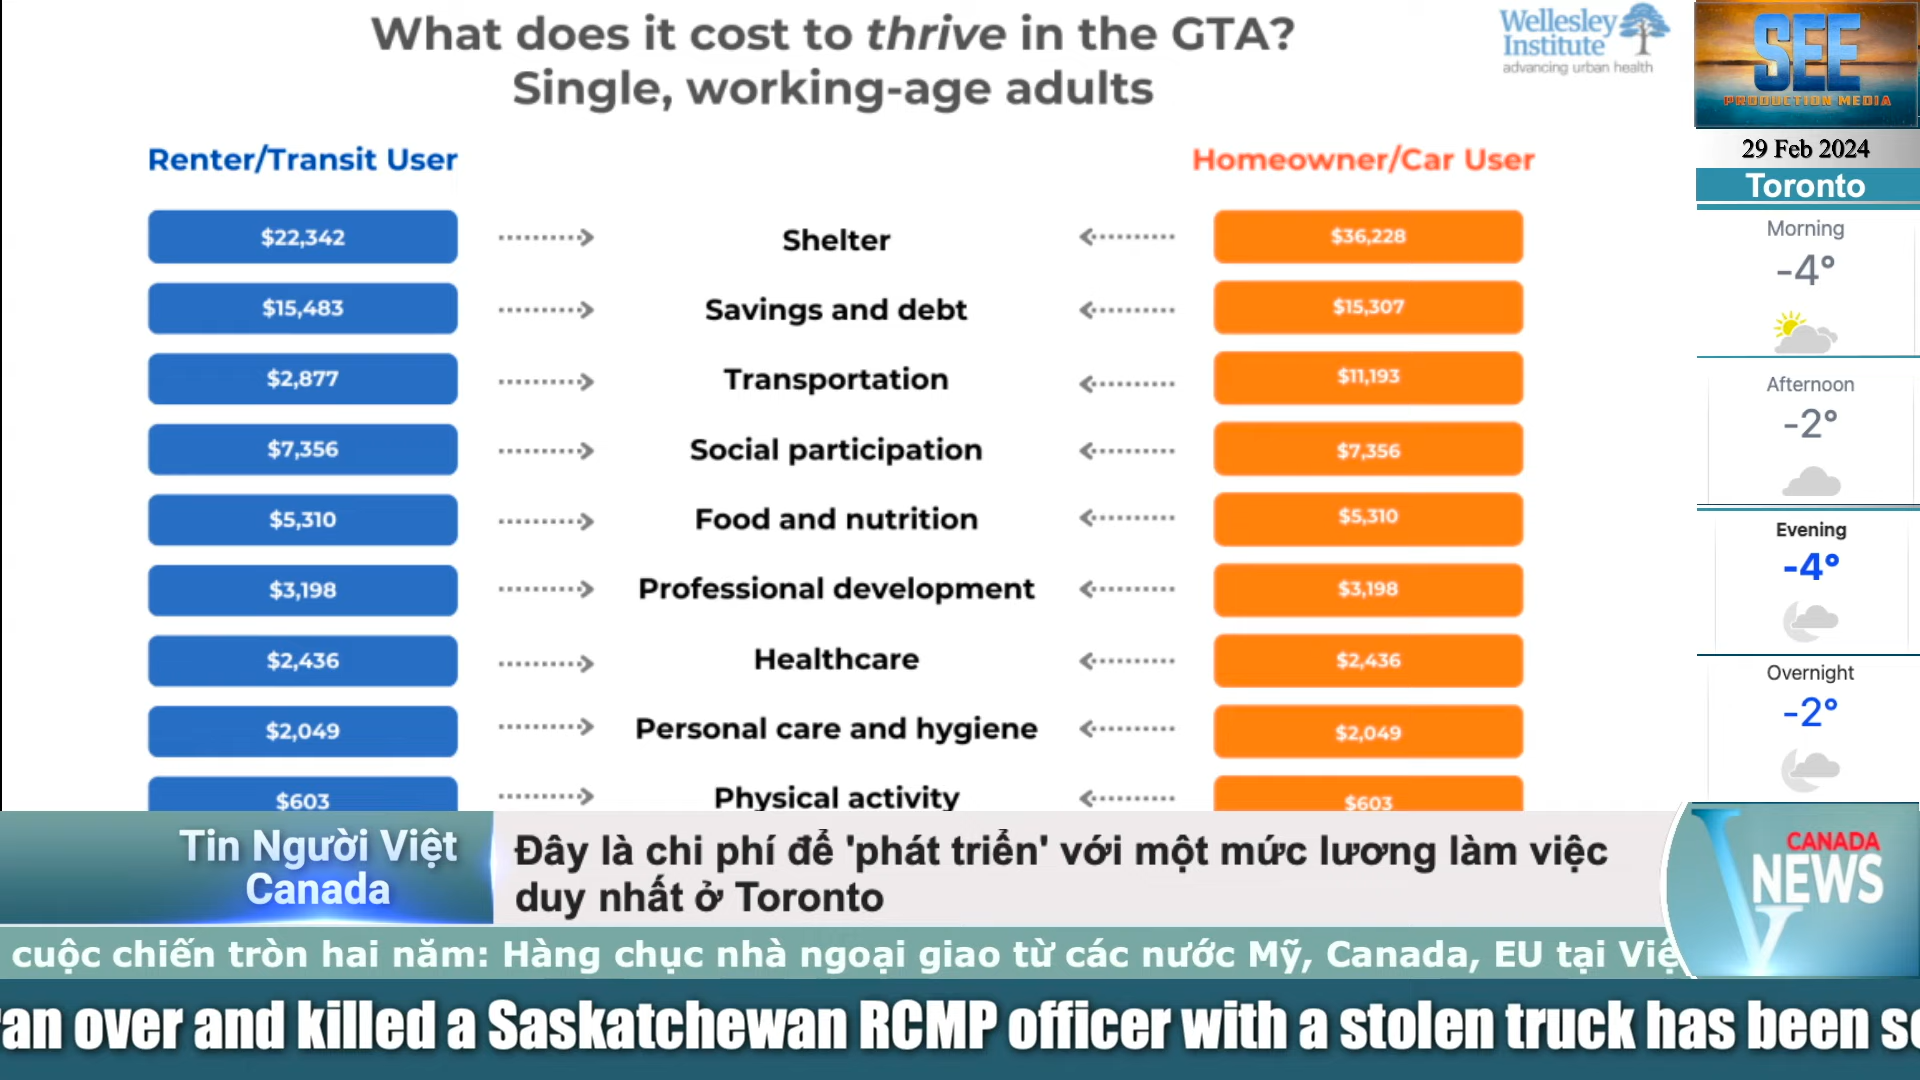 What does it cost to thrive in the GTA?
Single, working-age adults
Wellesley
Institute
advancing urban health
Renter/Transit User
Homeowner/Car User
$22,342 Shelter $36,228
$15,483 Savings and debt $15,307
$2,877 Transportation $11,193
$7,356 Social participation $7,356
$5,310 Food and nutrition $5,310
$3,198 Professional development $3,198
$2,436 Healthcare $2,436
$2,049 Personal care and hygiene $2,049
$603 Physical activity $603
SEE
PRODUCTION MEDIA
29 Feb 2024
Toronto
Morning
-4°
Afternoon
-2°
Evening
-4°
Overnight
-2°
Tin Người Việt
Canada
Đây là chi phí để 'phát triển' với một mức lương làm việc
duy nhất ở Toronto
V
CANADA
NEWS
cuộc chiến tròn hai năm: Hàng chục nhà ngoại giao từ các nước Mỹ, Canada, EU tại Việ
over and killed a Saskatchewan RCMP officer with a stolen truck has been